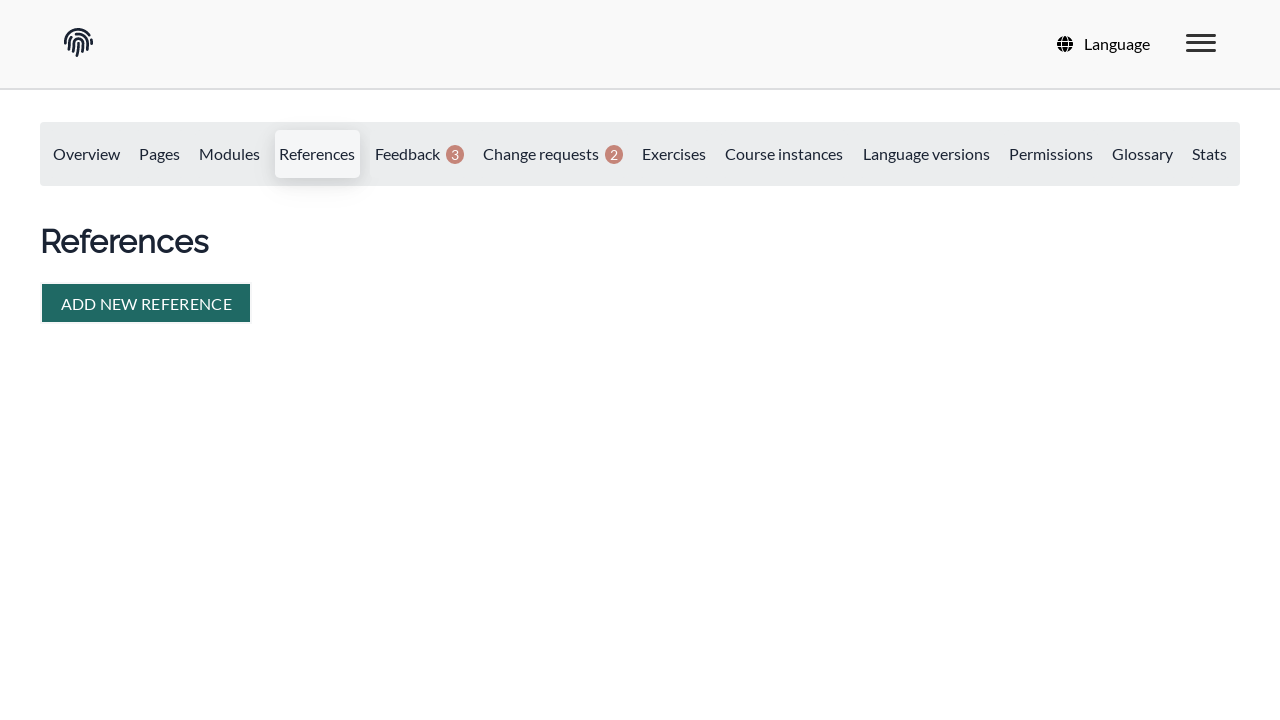 Language
Overview Pages Modules References Feedback 3 Change requests 2 Exercises Course instances Language versions Permissions Glossary Stats
References
ADD NEW REFERENCE